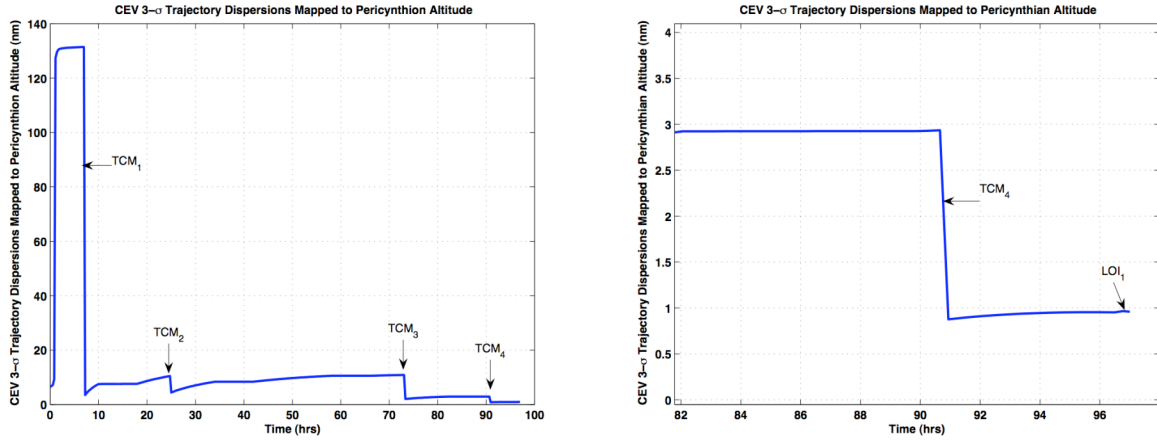 CEV 3–σ Trajectory Dispersions Mapped to Pericynthion Altitude
CEV 3–σ Trajectory Dispersions Mapped to Pericynthion Altitude (nm)
140
120
100
80
60
40
20
0
TCM1
TCM2
TCM3
TCM4
0 10 20 30 40 50 60 70 80 90 100
Time (hrs)
CEV 3–σ Trajectory Dispersions Mapped to Pericynthian Altitude
CEV 3–σ Trajectory Dispersions Mapped to Pericynthian Altitude (nm)
4
3.5
3
2.5
2
1.5
1
0.5
0
TCM4
LOI1
82 84 86 88 90 92 94 96
Time (hrs)